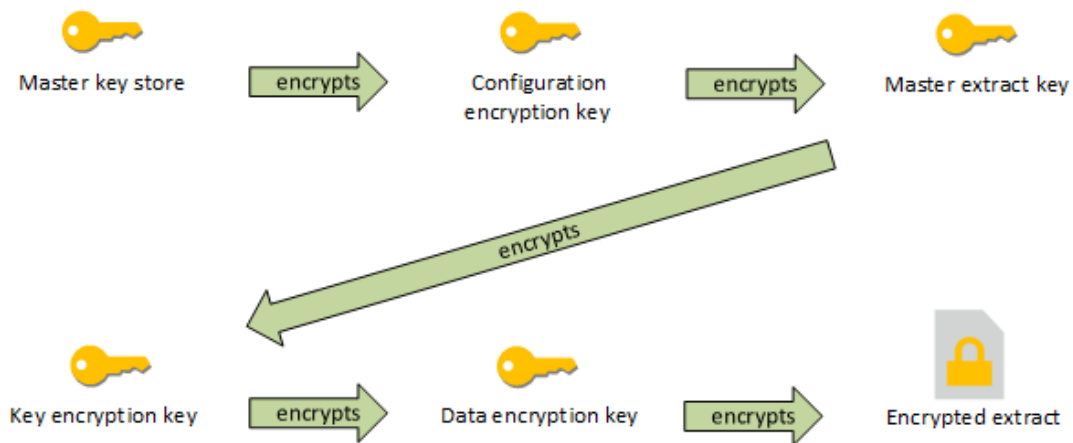 Master key store
encrypts
Configuration
encryption key
encrypts
Master extract key
encrypts
Key encryption key
encrypts
Data encryption key
encrypts
Encrypted extract